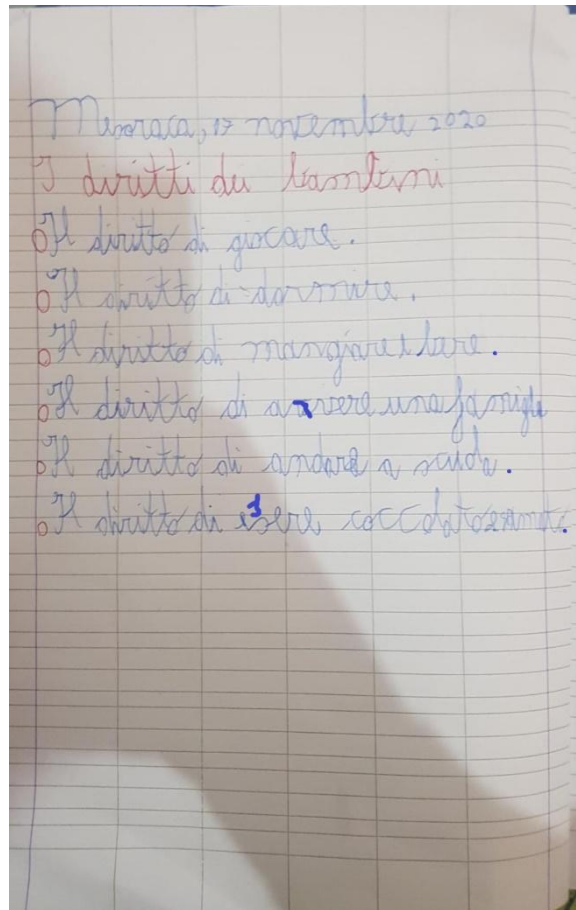 Mesoraca, 17 novembre 2020
I diritti dei bambini
Il diritto di giocare.
Il diritto di dormire.
Il diritto di mangiare e bere.
Il diritto di avere una famiglia
Il diritto di andare a scuola.
Il diritto di essere coccolato e amato.